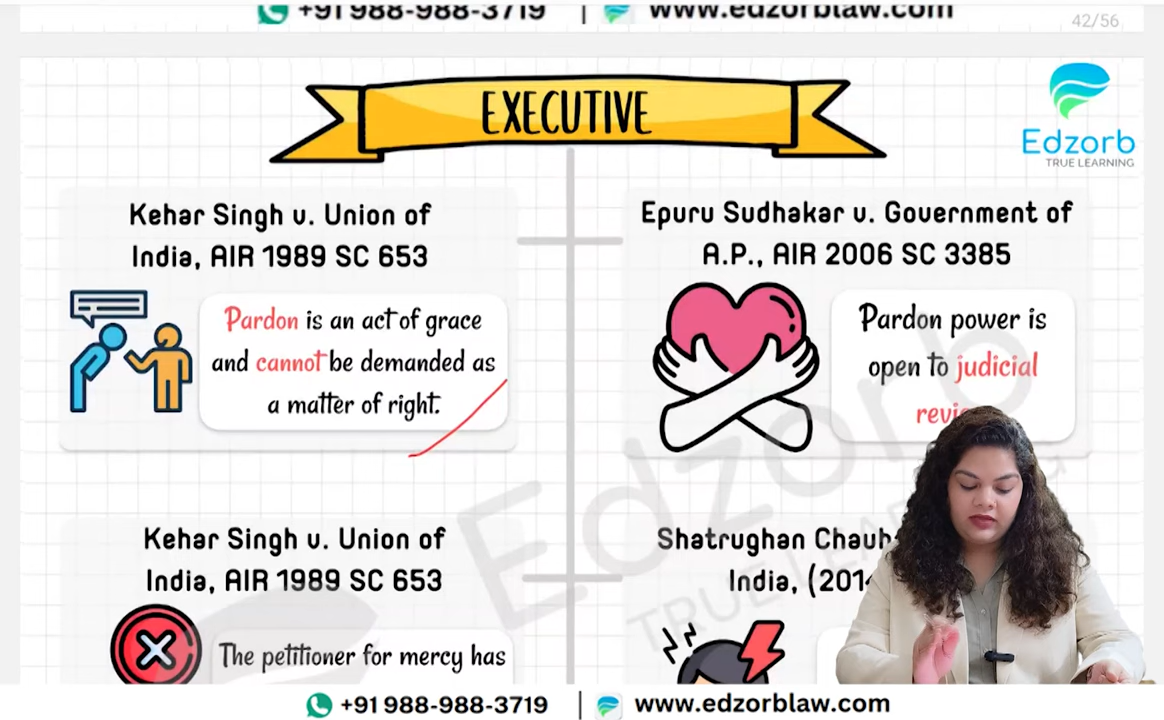 +91 988-988-3719 | www.edzorblaw.com
42/56
EXECUTIVE
Edzorb
TRUE LEARNING
Kehar Singh v. Union of
India, AIR 1989 SC 653
Pardon is an act of grace
and cannot be demanded as
a matter of right.
Epuru Sudhakar v. Government of
A.P., AIR 2006 SC 3385
Pardon power is
open to judicial
Kehar Singh v. Union of
India, AIR 1989 SC 653
The petitioner for mercy has
Shatrughan
India,
Edzorb
+91 988-988-3719 | www.edzorblaw.com